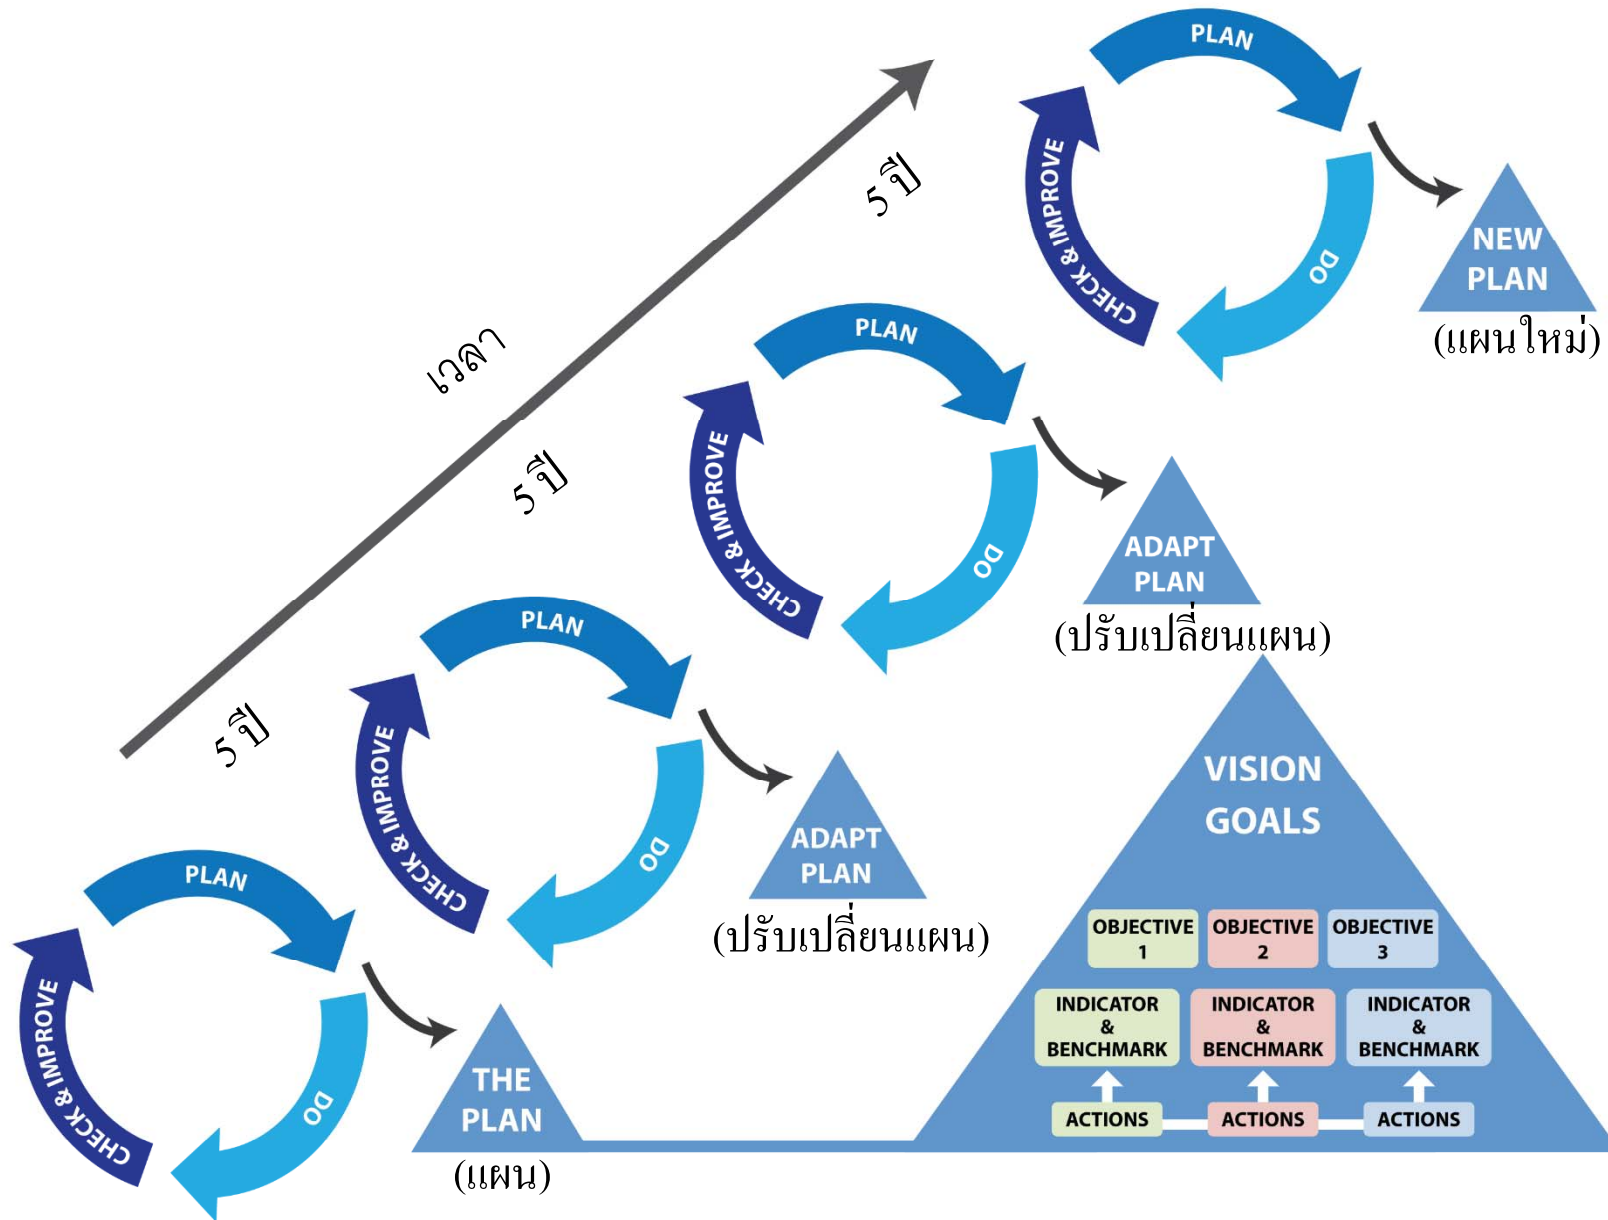 PLAN
DO
CHECK & IMPROVE
NEW
PLAN
(แผนใหม่)
5 ปี
เวลา
PLAN
DO
CHECK & IMPROVE
ADAPT
PLAN
(ปรับเปลี่ยนแผน)
5 ปี
PLAN
DO
CHECK & IMPROVE
ADAPT
PLAN
(ปรับเปลี่ยนแผน)
5 ปี
PLAN
DO
CHECK & IMPROVE
THE
PLAN
(แผน)
VISION
GOALS
OBJECTIVE
1
OBJECTIVE
2
OBJECTIVE
3
INDICATOR
&
BENCHMARK
INDICATOR
&
BENCHMARK
INDICATOR
&
BENCHMARK
ACTIONS
ACTIONS
ACTIONS